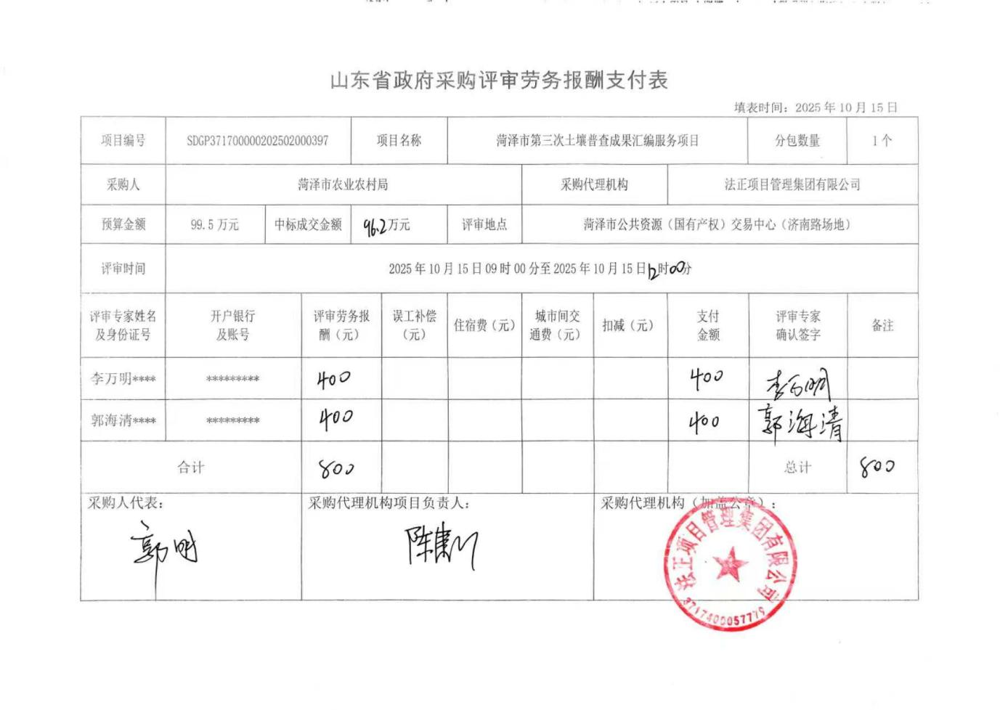 山东省政府采购评审劳务报酬支付表
填表时间：2025 年 10 月 15 日
项目编号 SDGP371700000202502000397 项目名称 菏泽市第三次土壤普查成果汇编服务项目 分包数量 1 个
采购人 菏泽市农业农村局 采购代理机构 法正项目管理集团有限公司
预算金额 99.5 万元 中标成交金额 96.2万元 评审地点 菏泽市公共资源（国有产权）交易中心（济南路场地）
评审时间 2025 年 10 月 15 日 09 时 00 分至 2025 年 10 月 15 日12时00分
评审专家姓名及身份证号 开户银行及账号 评审劳务报酬（元） 误工补偿（元） 住宿费（元） 城市间交通费（元） 扣减（元） 支付金额 评审专家确认签字 备注
李万明**** ********* 400 400 李万明
郭海清**** ********* 400 400 郭海清
合计 800 总计 800
采购人代表： 采购代理机构项目负责人： 采购代理机构（加盖公章）：
郭明
法正项目管理集团有限公司
3717400057779